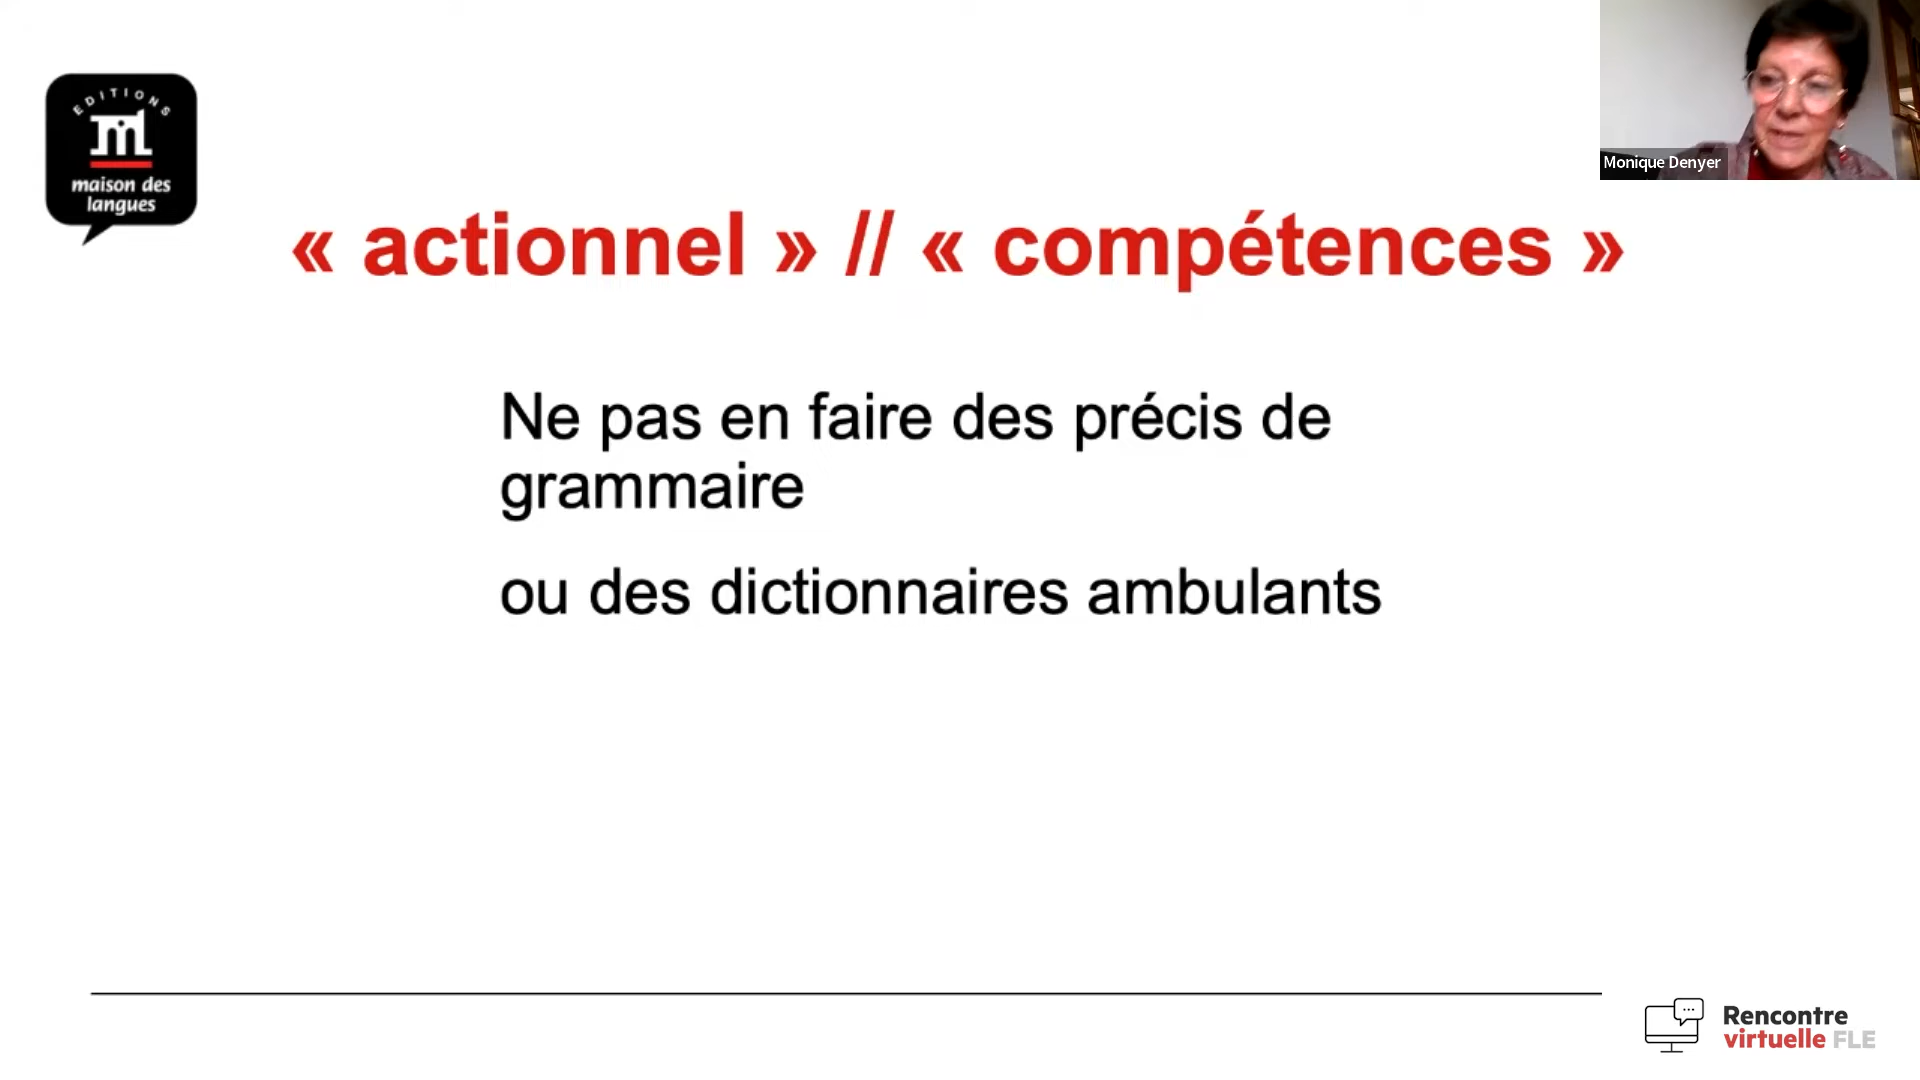 EDITIONS
maison des
langues
Monique Denyer
« actionnel » // « compétences »
Ne pas en faire des précis de
grammaire
ou des dictionnaires ambulants
Rencontre
virtuelle FLE